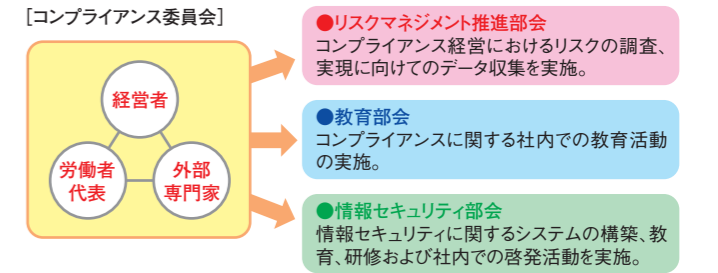 [コンプライアンス委員会]
経営者
労働者
代表
外部
専門家
●リスクマネジメント推進部会
コンプライアンス経営におけるリスクの調査、
実現に向けてのデータ収集を実施。
●教育部会
コンプライアンスに関する社内での教育活動
の実施。
●情報セキュリティ部会
情報セキュリティに関するシステムの構築、教
育、研修および社内での啓発活動を実施。